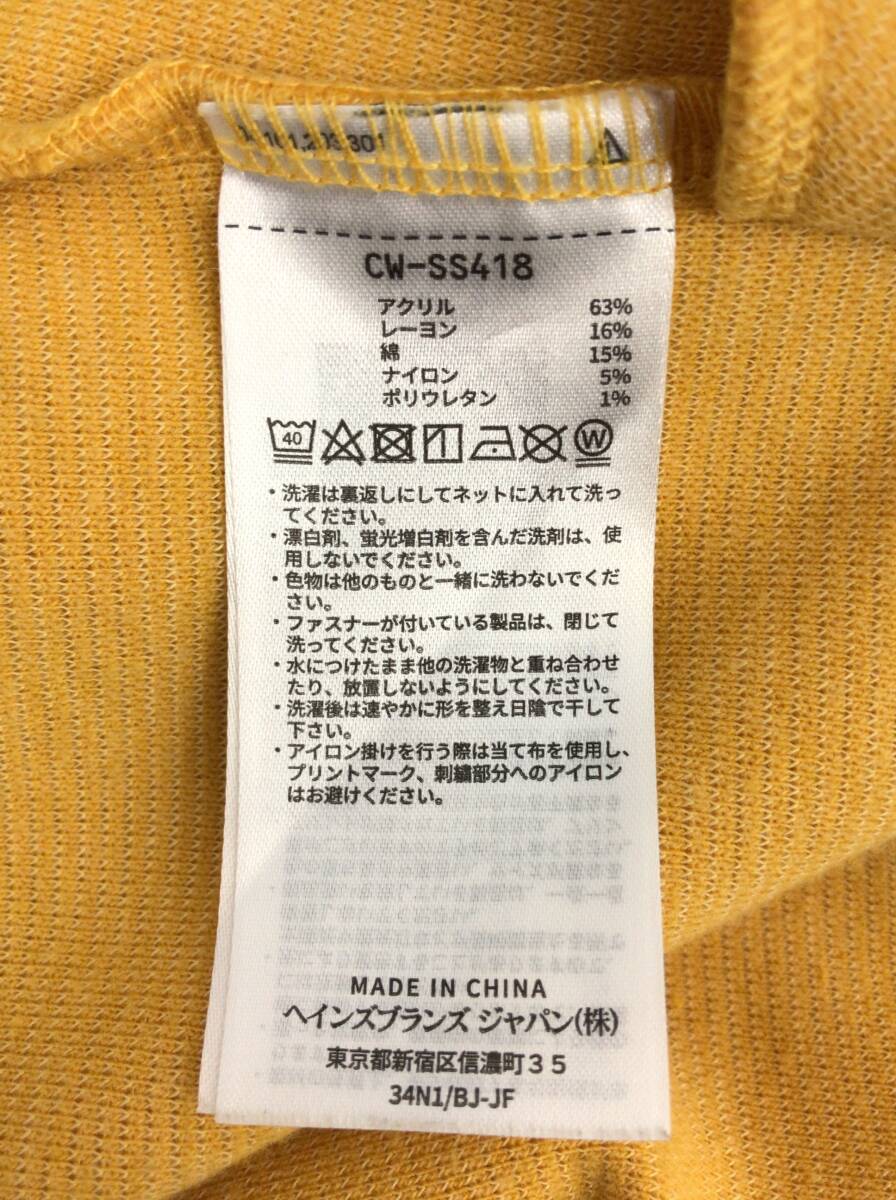 CW-SS418
アクリル 63%
レーヨン 16%
綿 15%
ナイロン 5%
ポリウレタン 1%
40
W
・洗濯は裏返しにしてネットに入れて洗っ
てください。
・漂白剤、蛍光増白剤を含んだ洗剤は、使
用しないでください。
・色物は他のものと一緒に洗わないでくだ
さい。
・ファスナーが付いている製品は、閉じて
洗ってください。
・水につけたまま他の洗濯物と重ね合わせ
たり、放置しないようにしてください。
・洗濯後は速やかに形を整え日陰で干して
下さい。
・アイロン掛けを行う際は当て布を使用し、
プリントマーク、刺繍部分へのアイロン
はお避けください。
MADE IN CHINA
ヘインズブランズ ジャパン(株)
東京都新宿区信濃町35
34N1/BJ-JF